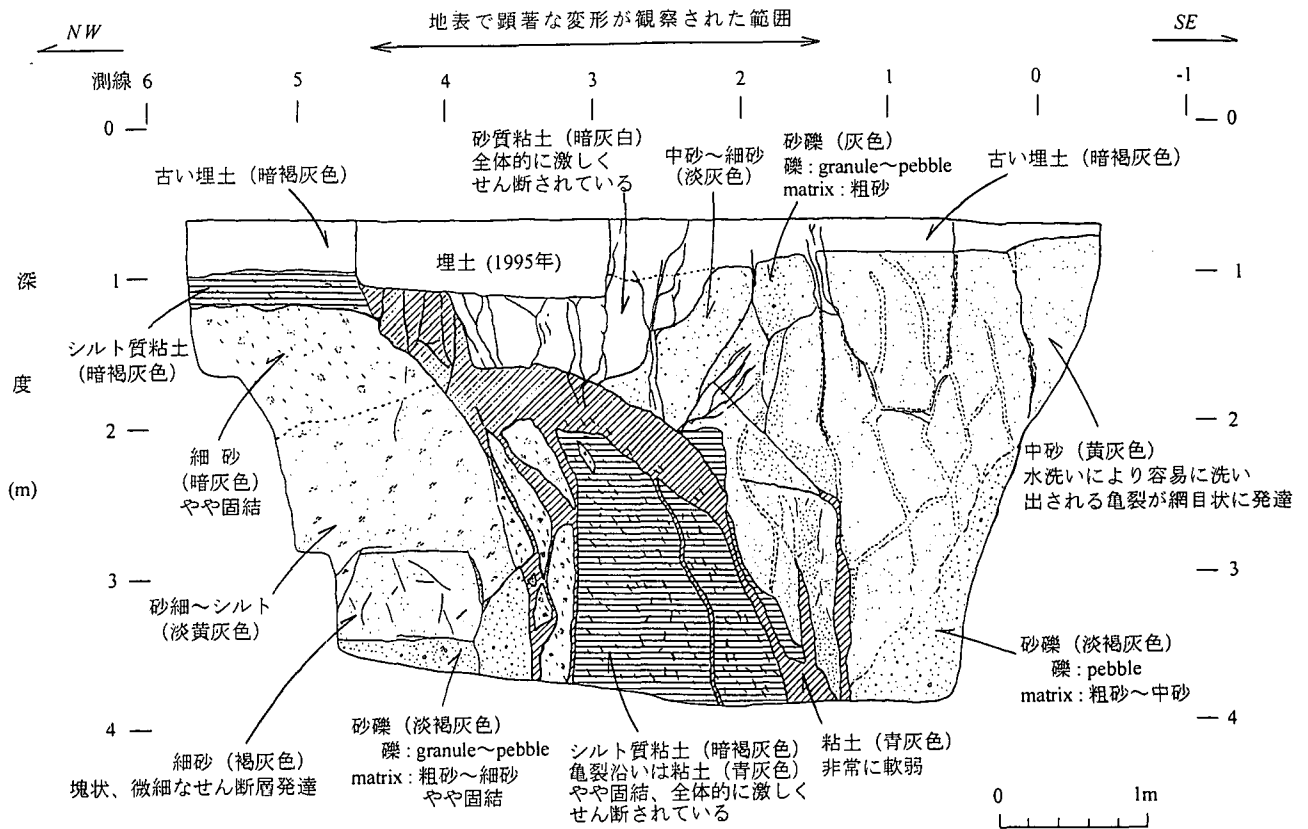 地表で顕著な変形が観察された範囲
NW
SE
測線 6 5 4 3 2 1 0 -1
0
0
砂質粘土（暗灰白）
全体的に激しく
せん断されている
中砂～細砂
（淡灰色）
砂礫（灰色）
礫 : granule～pebble
matrix : 粗砂
古い埋土（暗褐灰色）
古い埋土（暗褐灰色）
埋土 (1995年)
深
度
(m)
1
1
シルト質粘土
（暗褐灰色）
2
2
細 砂
（暗灰色）
やや固結
中砂（黄灰色）
水洗いにより容易に洗い
出される亀裂が網目状に発達
3
3
砂細～シルト
（淡黄灰色）
砂礫（淡褐灰色）
礫 : pebble
matrix : 粗砂～中砂
4
4
細砂（褐灰色）
塊状、微細なせん断層発達
砂礫（淡褐灰色）
礫 : granule～pebble
matrix : 粗砂～細砂
やや固結
シルト質粘土（暗褐灰色）
亀裂沿いは粘土（青灰色）
やや固結、全体的に激しく
せん断されている
粘土（青灰色）
非常に軟弱
0 1m